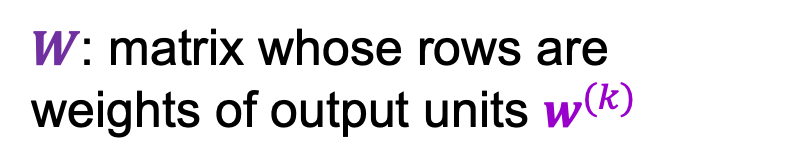 W: matrix whose rows are
weights of output units w^(k)